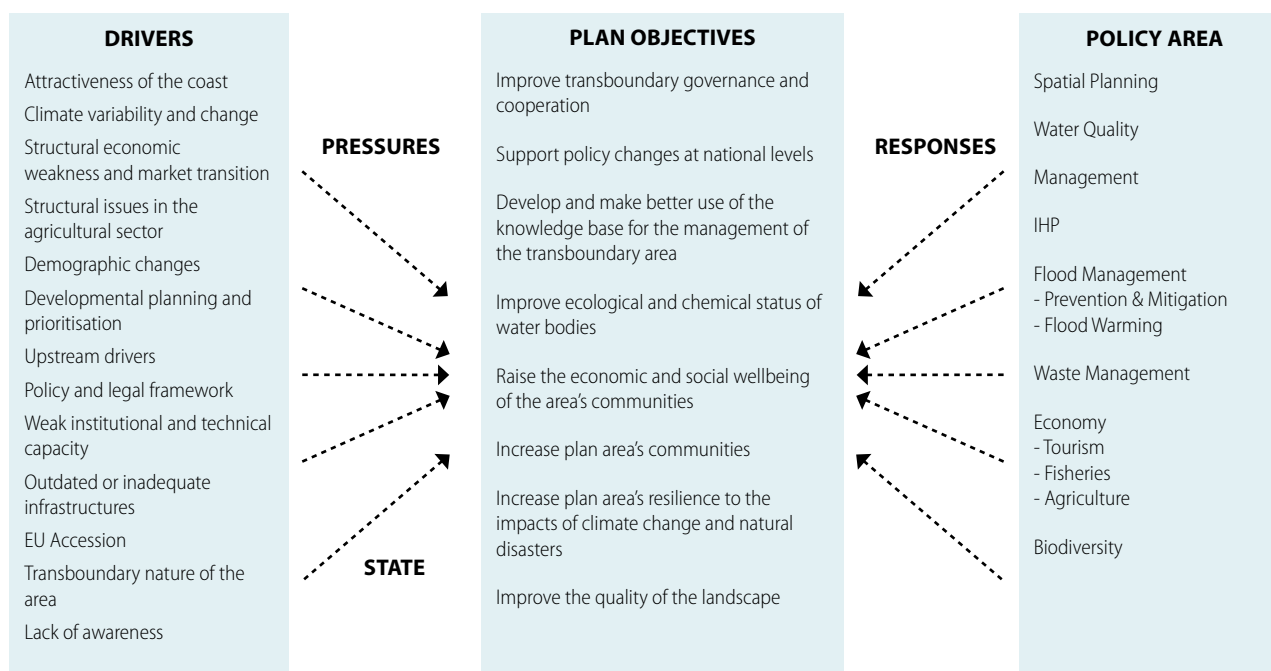 DRIVERS
Attractiveness of the coast
Climate variability and change
Structural economic
weakness and market transition
Structural issues in the
agricultural sector
Demographic changes
Developmental planning and
prioritisation
Upstream drivers
Policy and legal framework
Weak institutional and technical
capacity
Outdated or inadequate
infrastructures
EU Accession
Transboundary nature of the
area
Lack of awareness
PRESSURES
STATE
PLAN OBJECTIVES
Improve transboundary governance and
cooperation
Support policy changes at national levels
Develop and make better use of the
knowledge base for the management of
the transboundary area
Improve ecological and chemical status of
water bodies
Raise the economic and social wellbeing
of the area’s communities
Increase plan area’s communities
Increase plan area’s resilience to the
impacts of climate change and natural
disasters
Improve the quality of the landscape
RESPONSES
POLICY AREA
Spatial Planning
Water Quality
Management
IHP
Flood Management
- Prevention & Mitigation
- Flood Warming
Waste Management
Economy
- Tourism
- Fisheries
- Agriculture
Biodiversity